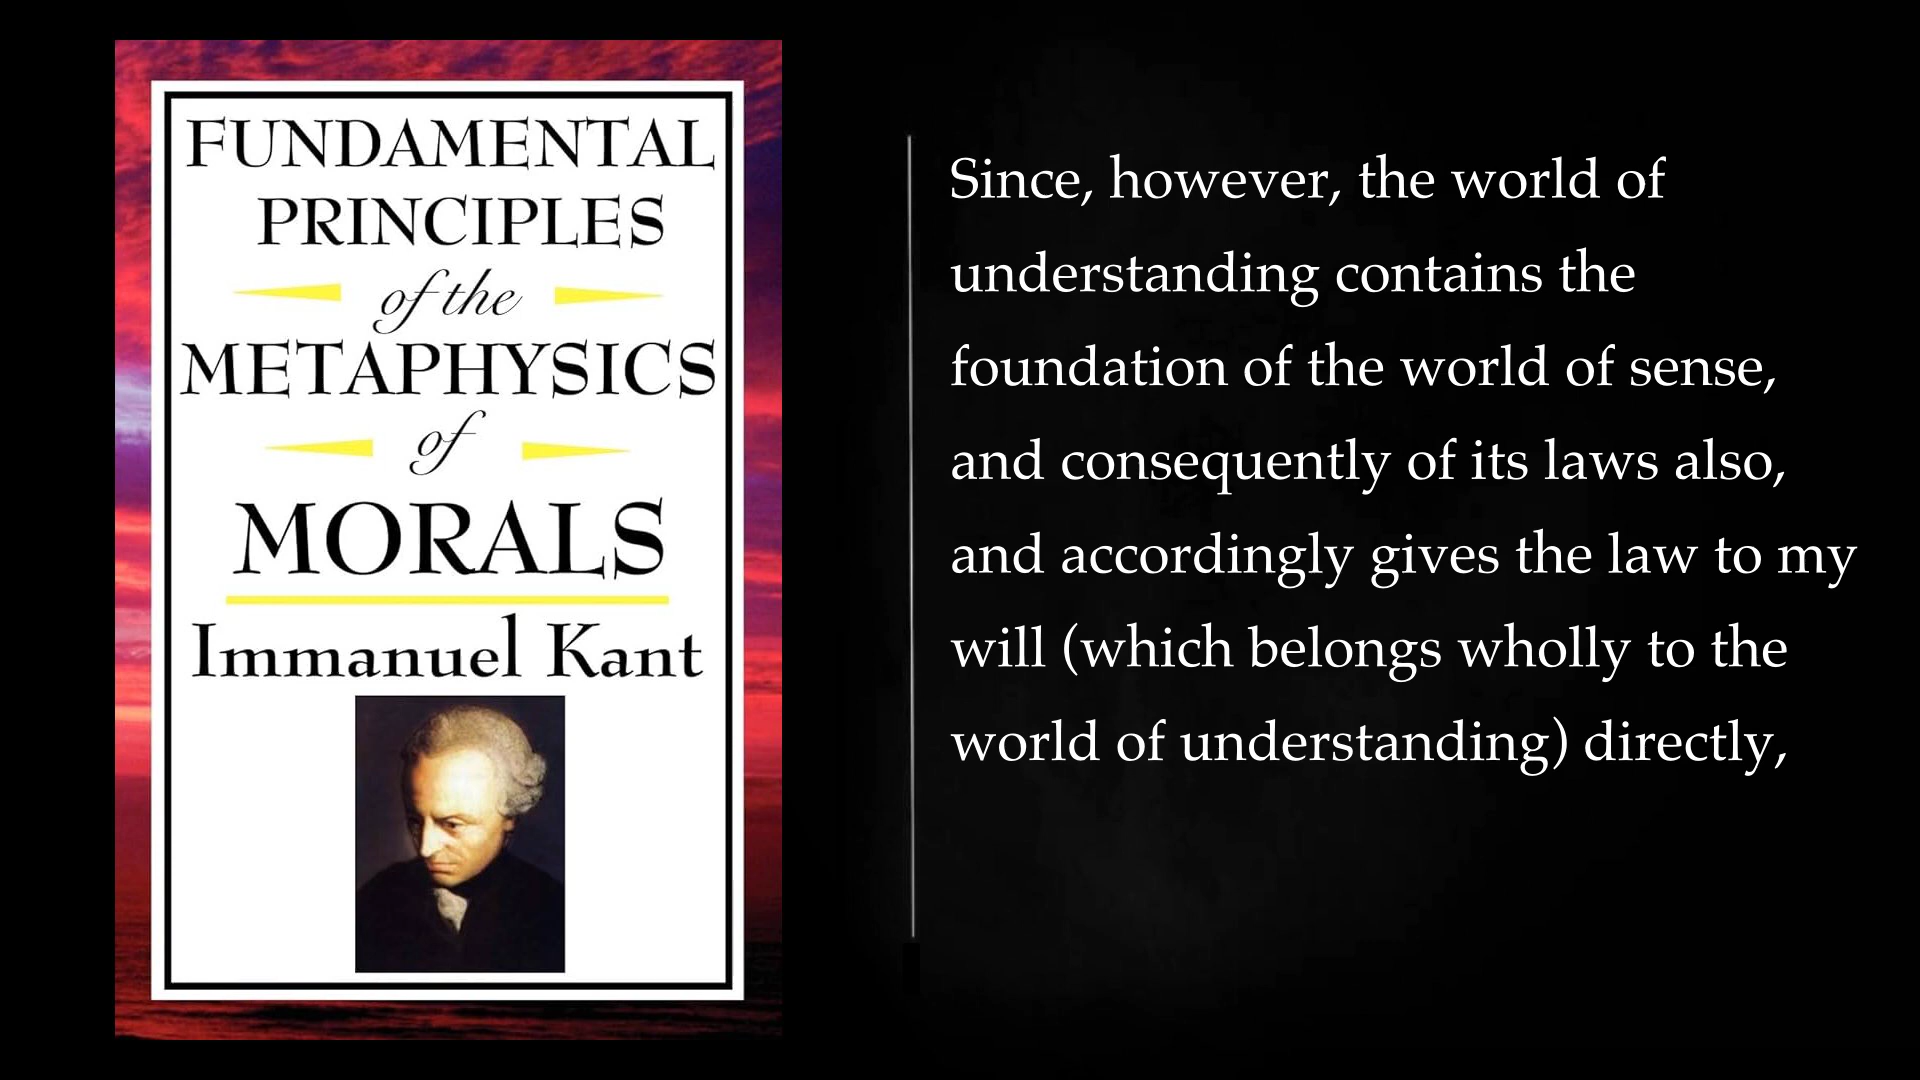 FUNDAMENTAL
PRINCIPLES
of the
METAPHYSICS
of
MORALS
Immanuel Kant
Since, however, the world of
understanding contains the
foundation of the world of sense,
and consequently of its laws also,
and accordingly gives the law to my
will (which belongs wholly to the
world of understanding) directly,